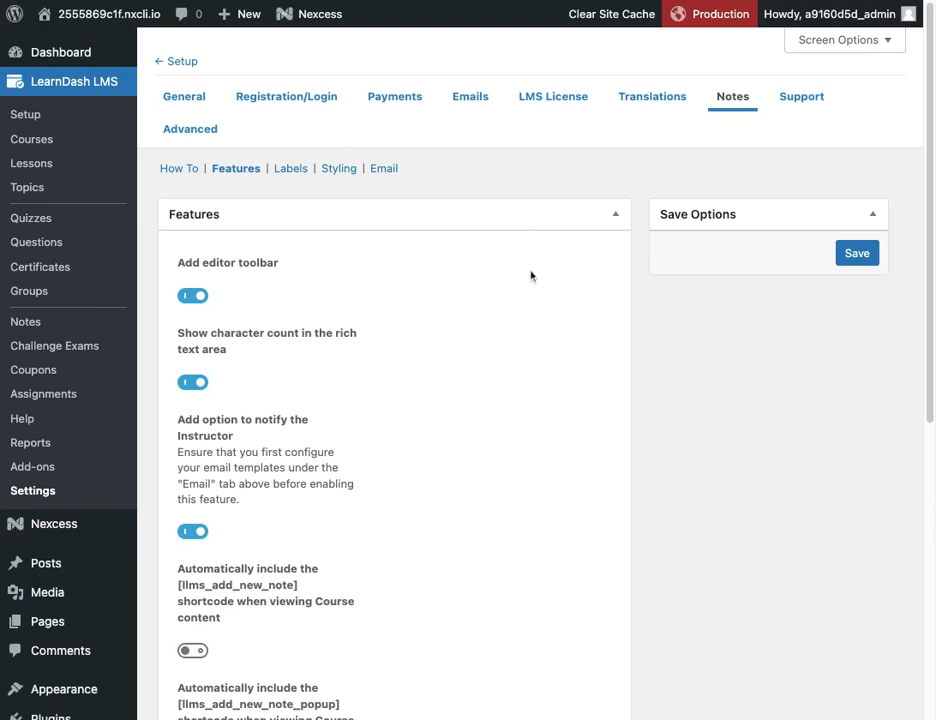 2555869c1f.nxcli.io 0 New Nexcess Clear Site Cache Production Howdy, a9160d5d_admin
Screen Options ▼
Dashboard
LearnDash LMS
Setup
Courses
Lessons
Topics
Quizzes
Questions
Certificates
Groups
Notes
Challenge Exams
Coupons
Assignments
Help
Reports
Add-ons
Settings
Nexcess
Posts
Media
Pages
Comments
Appearance
Plugins
← Setup
General Registration/Login Payments Emails LMS License Translations Notes Support
Advanced
How To | Features | Labels | Styling | Email
Features
Add editor toolbar
Show character count in the rich
text area
Add option to notify the
Instructor
Ensure that you first configure
your email templates under the
"Email" tab above before enabling
this feature.
Automatically include the
[llms_add_new_note]
shortcode when viewing Course
content
Automatically include the
[llms_add_new_note_popup]
shortcode when viewing Course
Save Options
Save